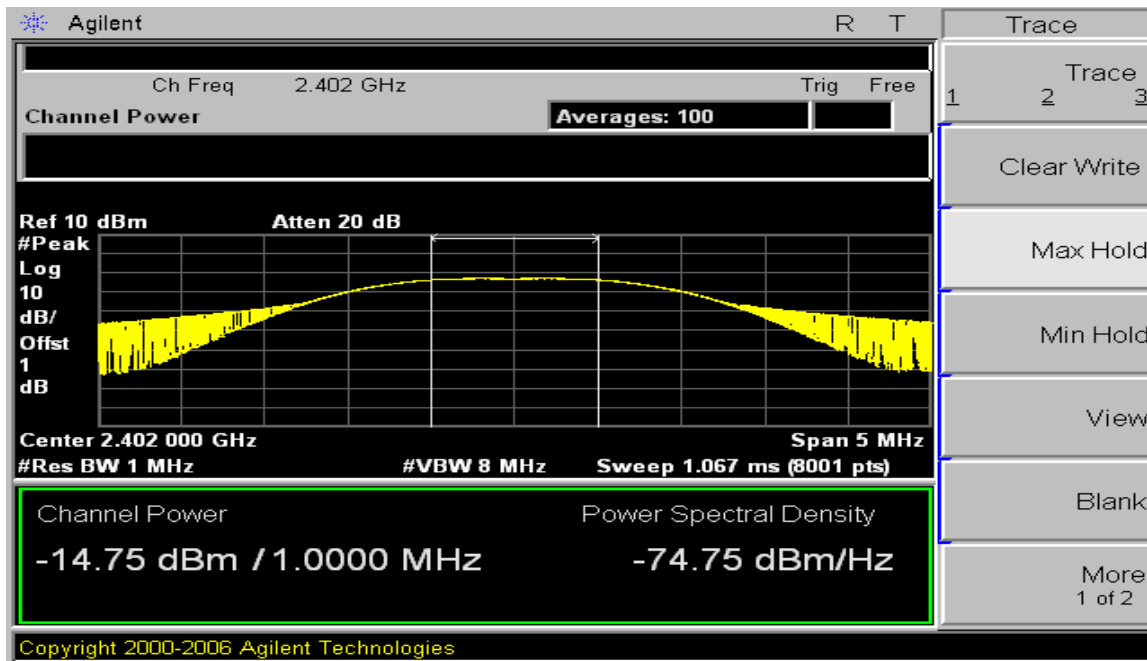 Agilent R T
Ch Freq 2.402 GHz Trig Free
Channel Power Averages: 100
Ref 10 dBm Atten 20 dB
#Peak
Log
10
dB/
Offst
1
dB
Center 2.402 000 GHz Span 5 MHz
#Res BW 1 MHz #VBW 8 MHz Sweep 1.067 ms (8001 pts)
Channel Power Power Spectral Density
-14.75 dBm / 1.0000 MHz -74.75 dBm/Hz
Copyright 2000-2006 Agilent Technologies
Trace
Trace
1 2 3
Clear Write
Max Hold
Min Hold
View
Blank
More
1 of 2